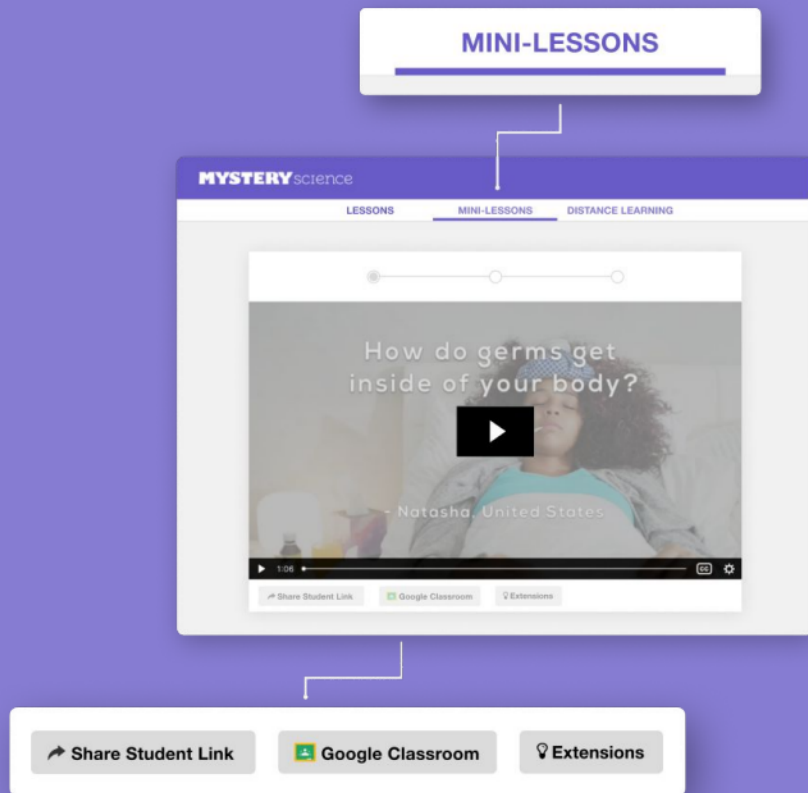 MINI-LESSONS
MYSTERY science
LESSONS MINI-LESSONS DISTANCE LEARNING
How do germs get
inside of your body?
- Natasha, United States
1:06 CC
Share Student Link Google Classroom Extensions
Share Student Link Google Classroom Extensions